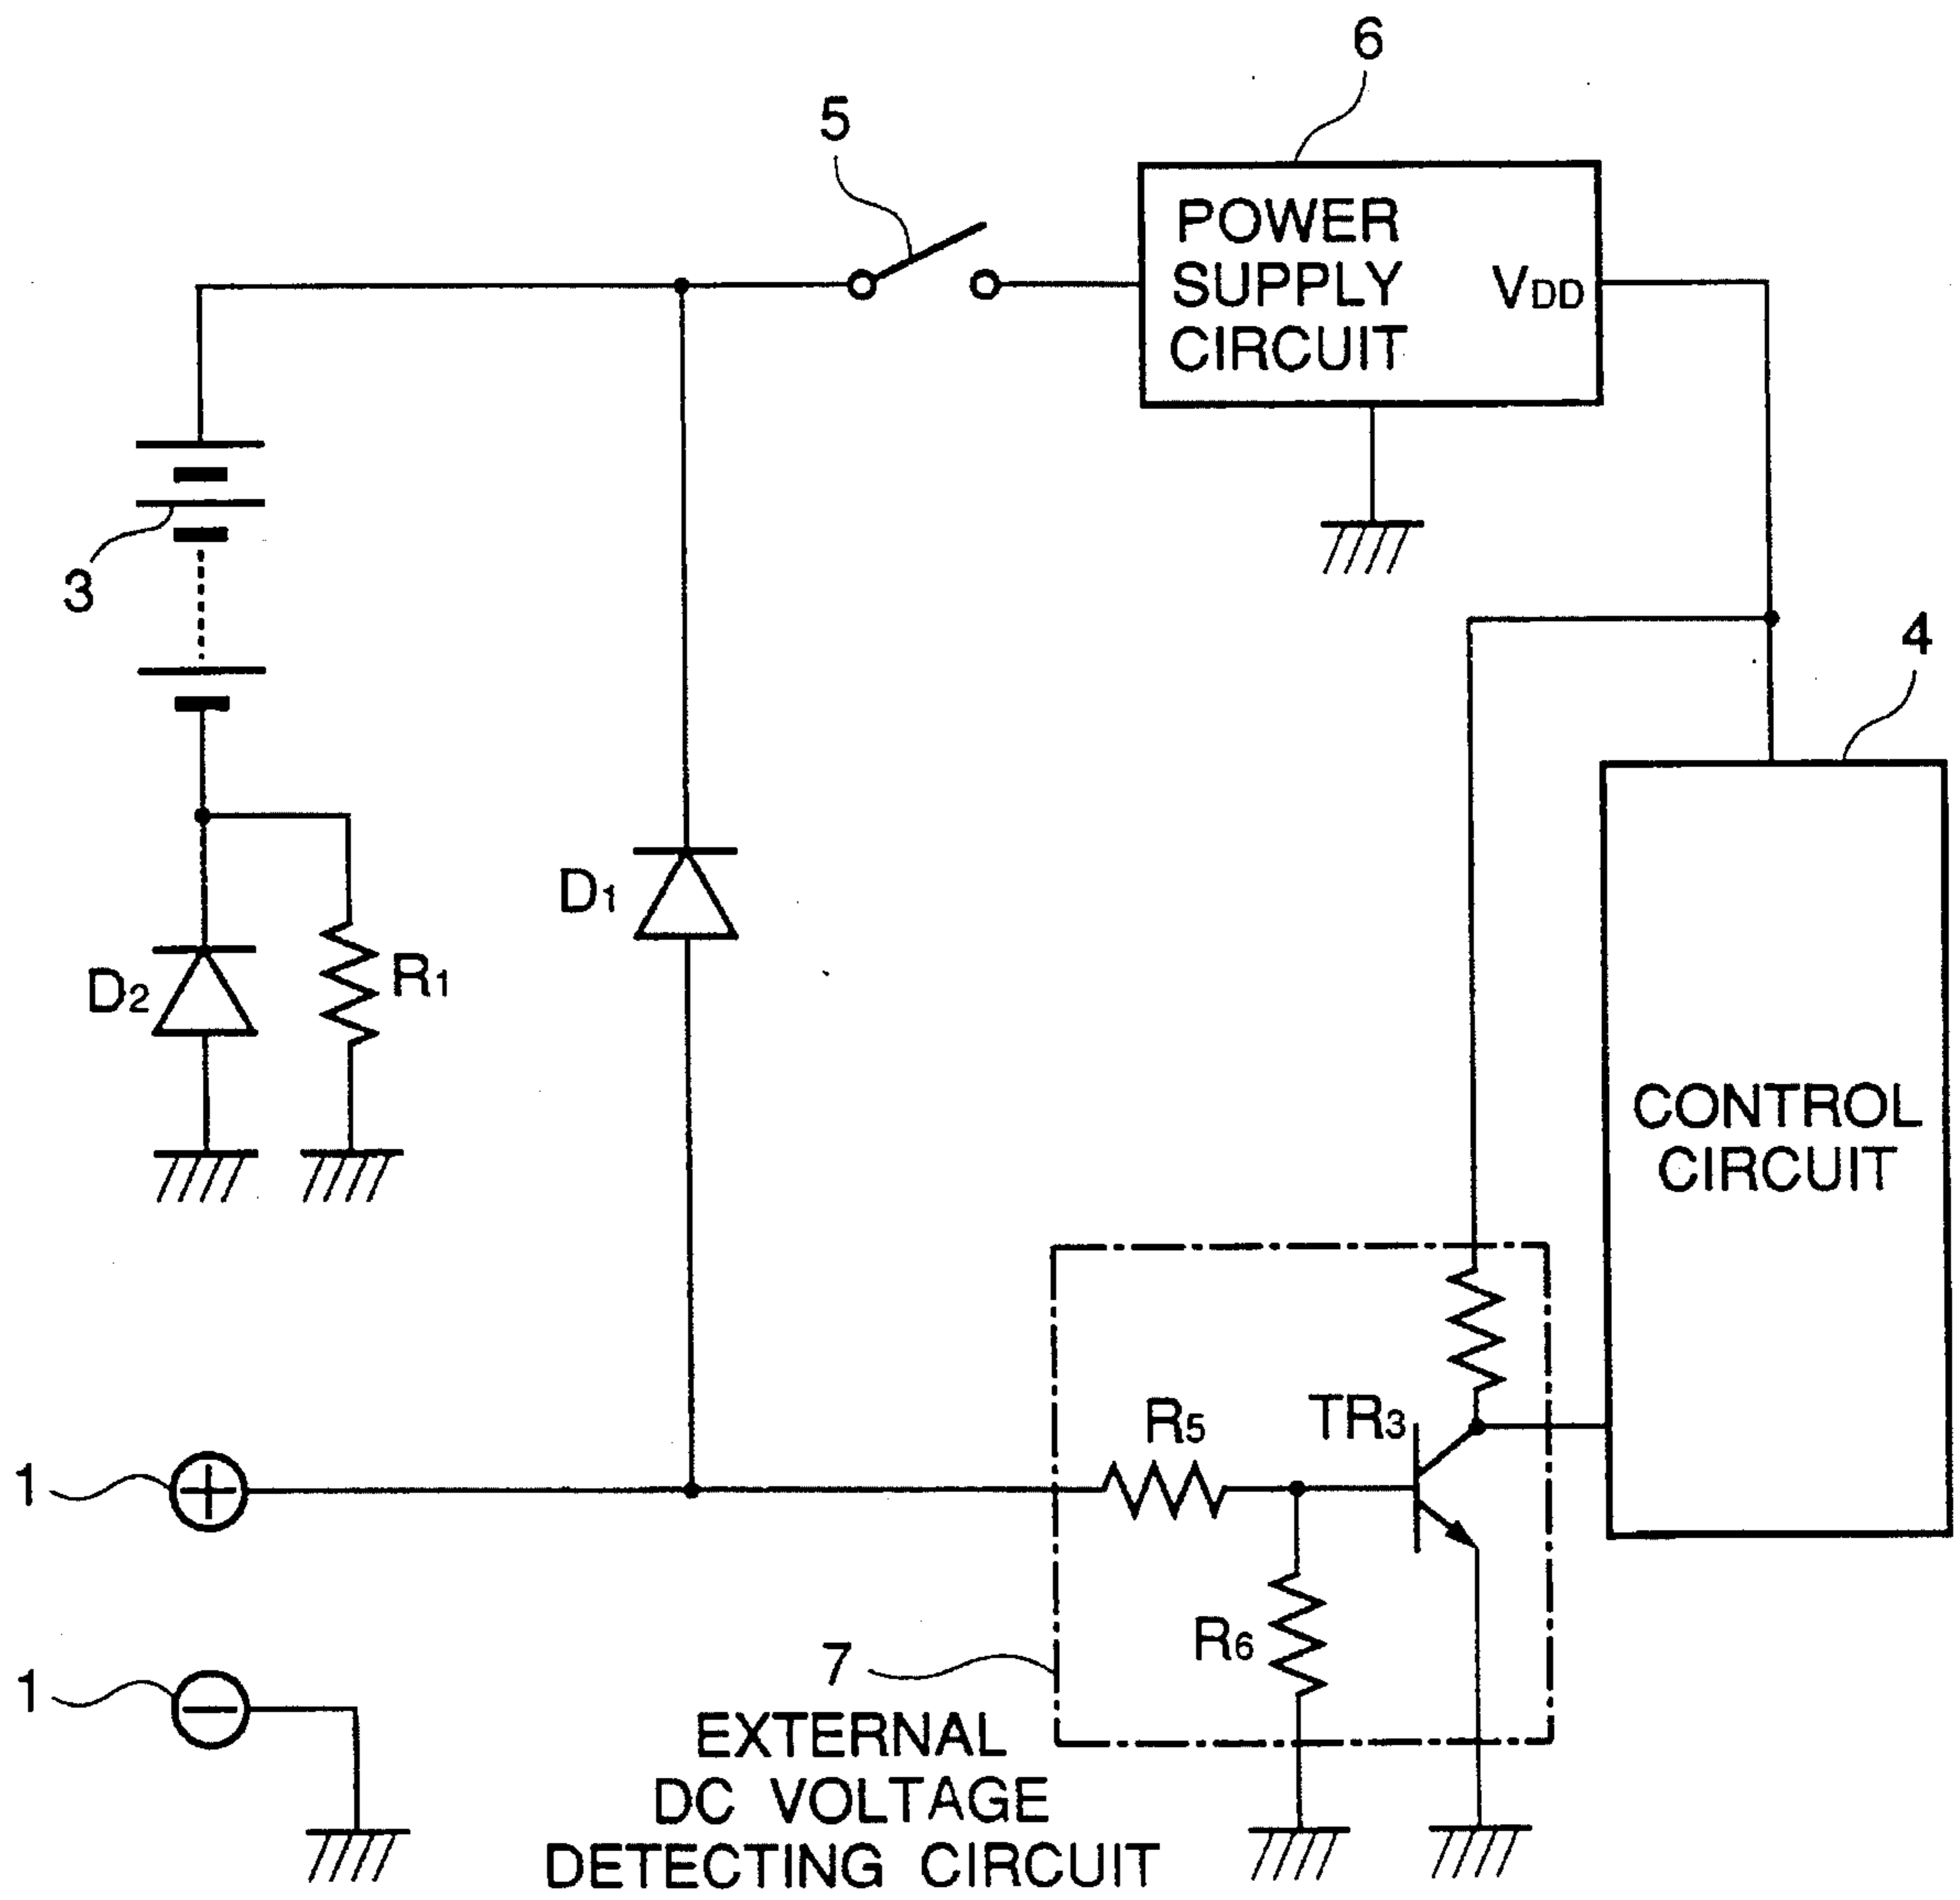 6
5
POWER
SUPPLY
CIRCUIT
VDD
3
4
D1
D2
R1
CONTROL
CIRCUIT
R5
TR3
1
R6
7
1
EXTERNAL
DC VOLTAGE
DETECTING CIRCUIT